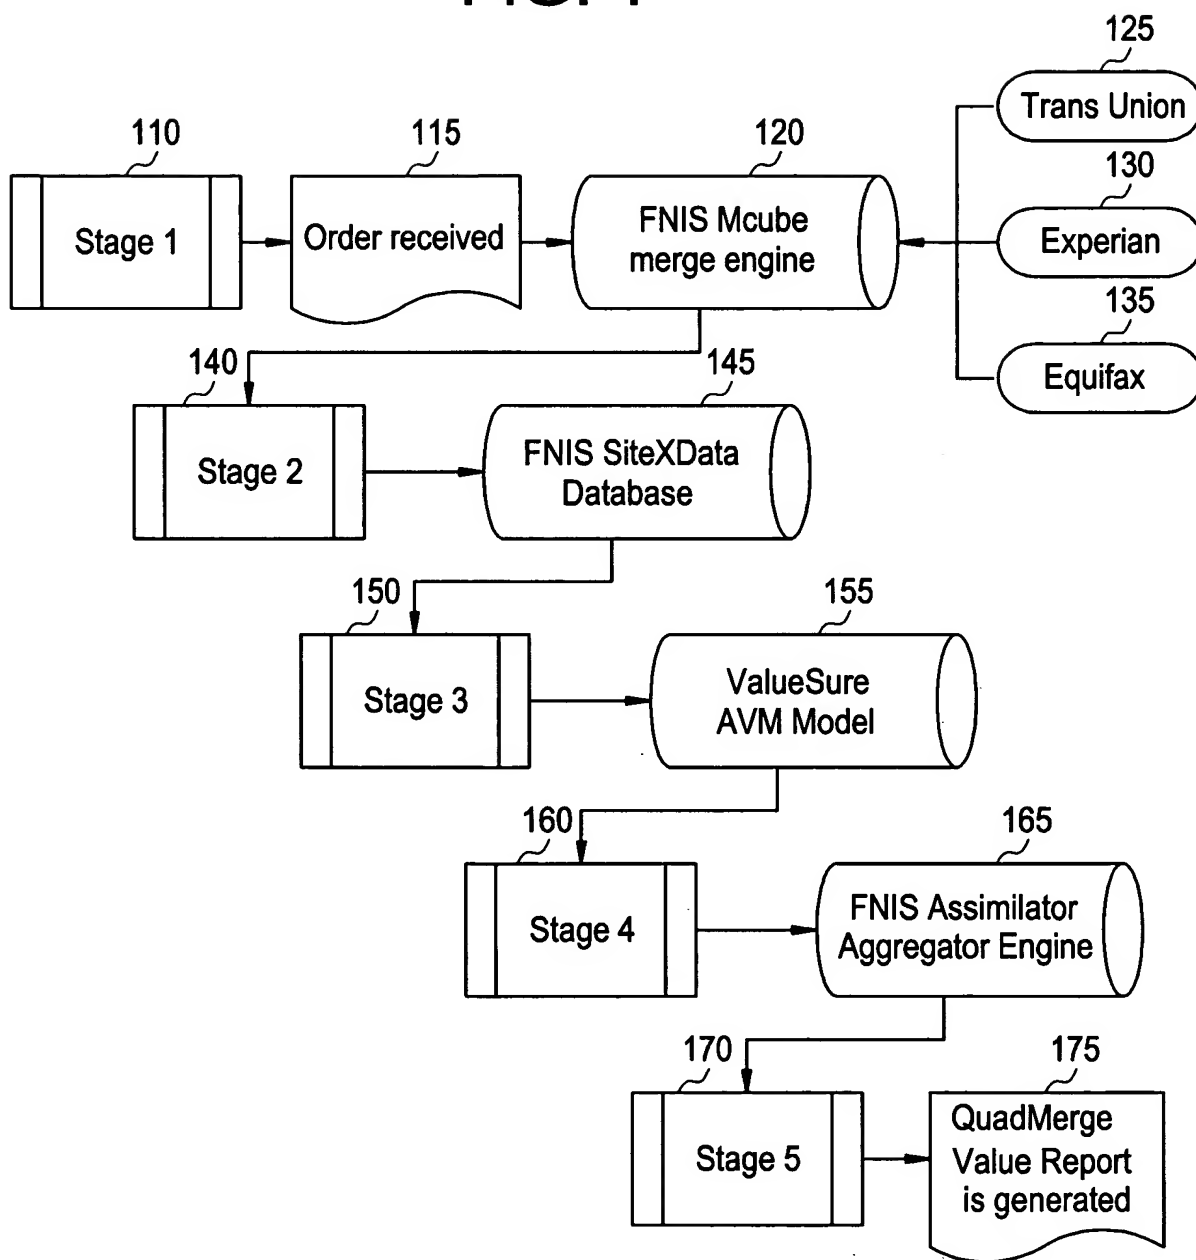 125
Trans Union
110
115
120
130
Stage 1
Order received
FNIS Mcube
merge engine
Experian
135
Equifax
140
145
Stage 2
FNIS SiteXData
Database
150
155
Stage 3
ValueSure
AVM Model
160
165
Stage 4
FNIS Assimilator
Aggregator Engine
170
175
Stage 5
QuadMerge
Value Report
is generated